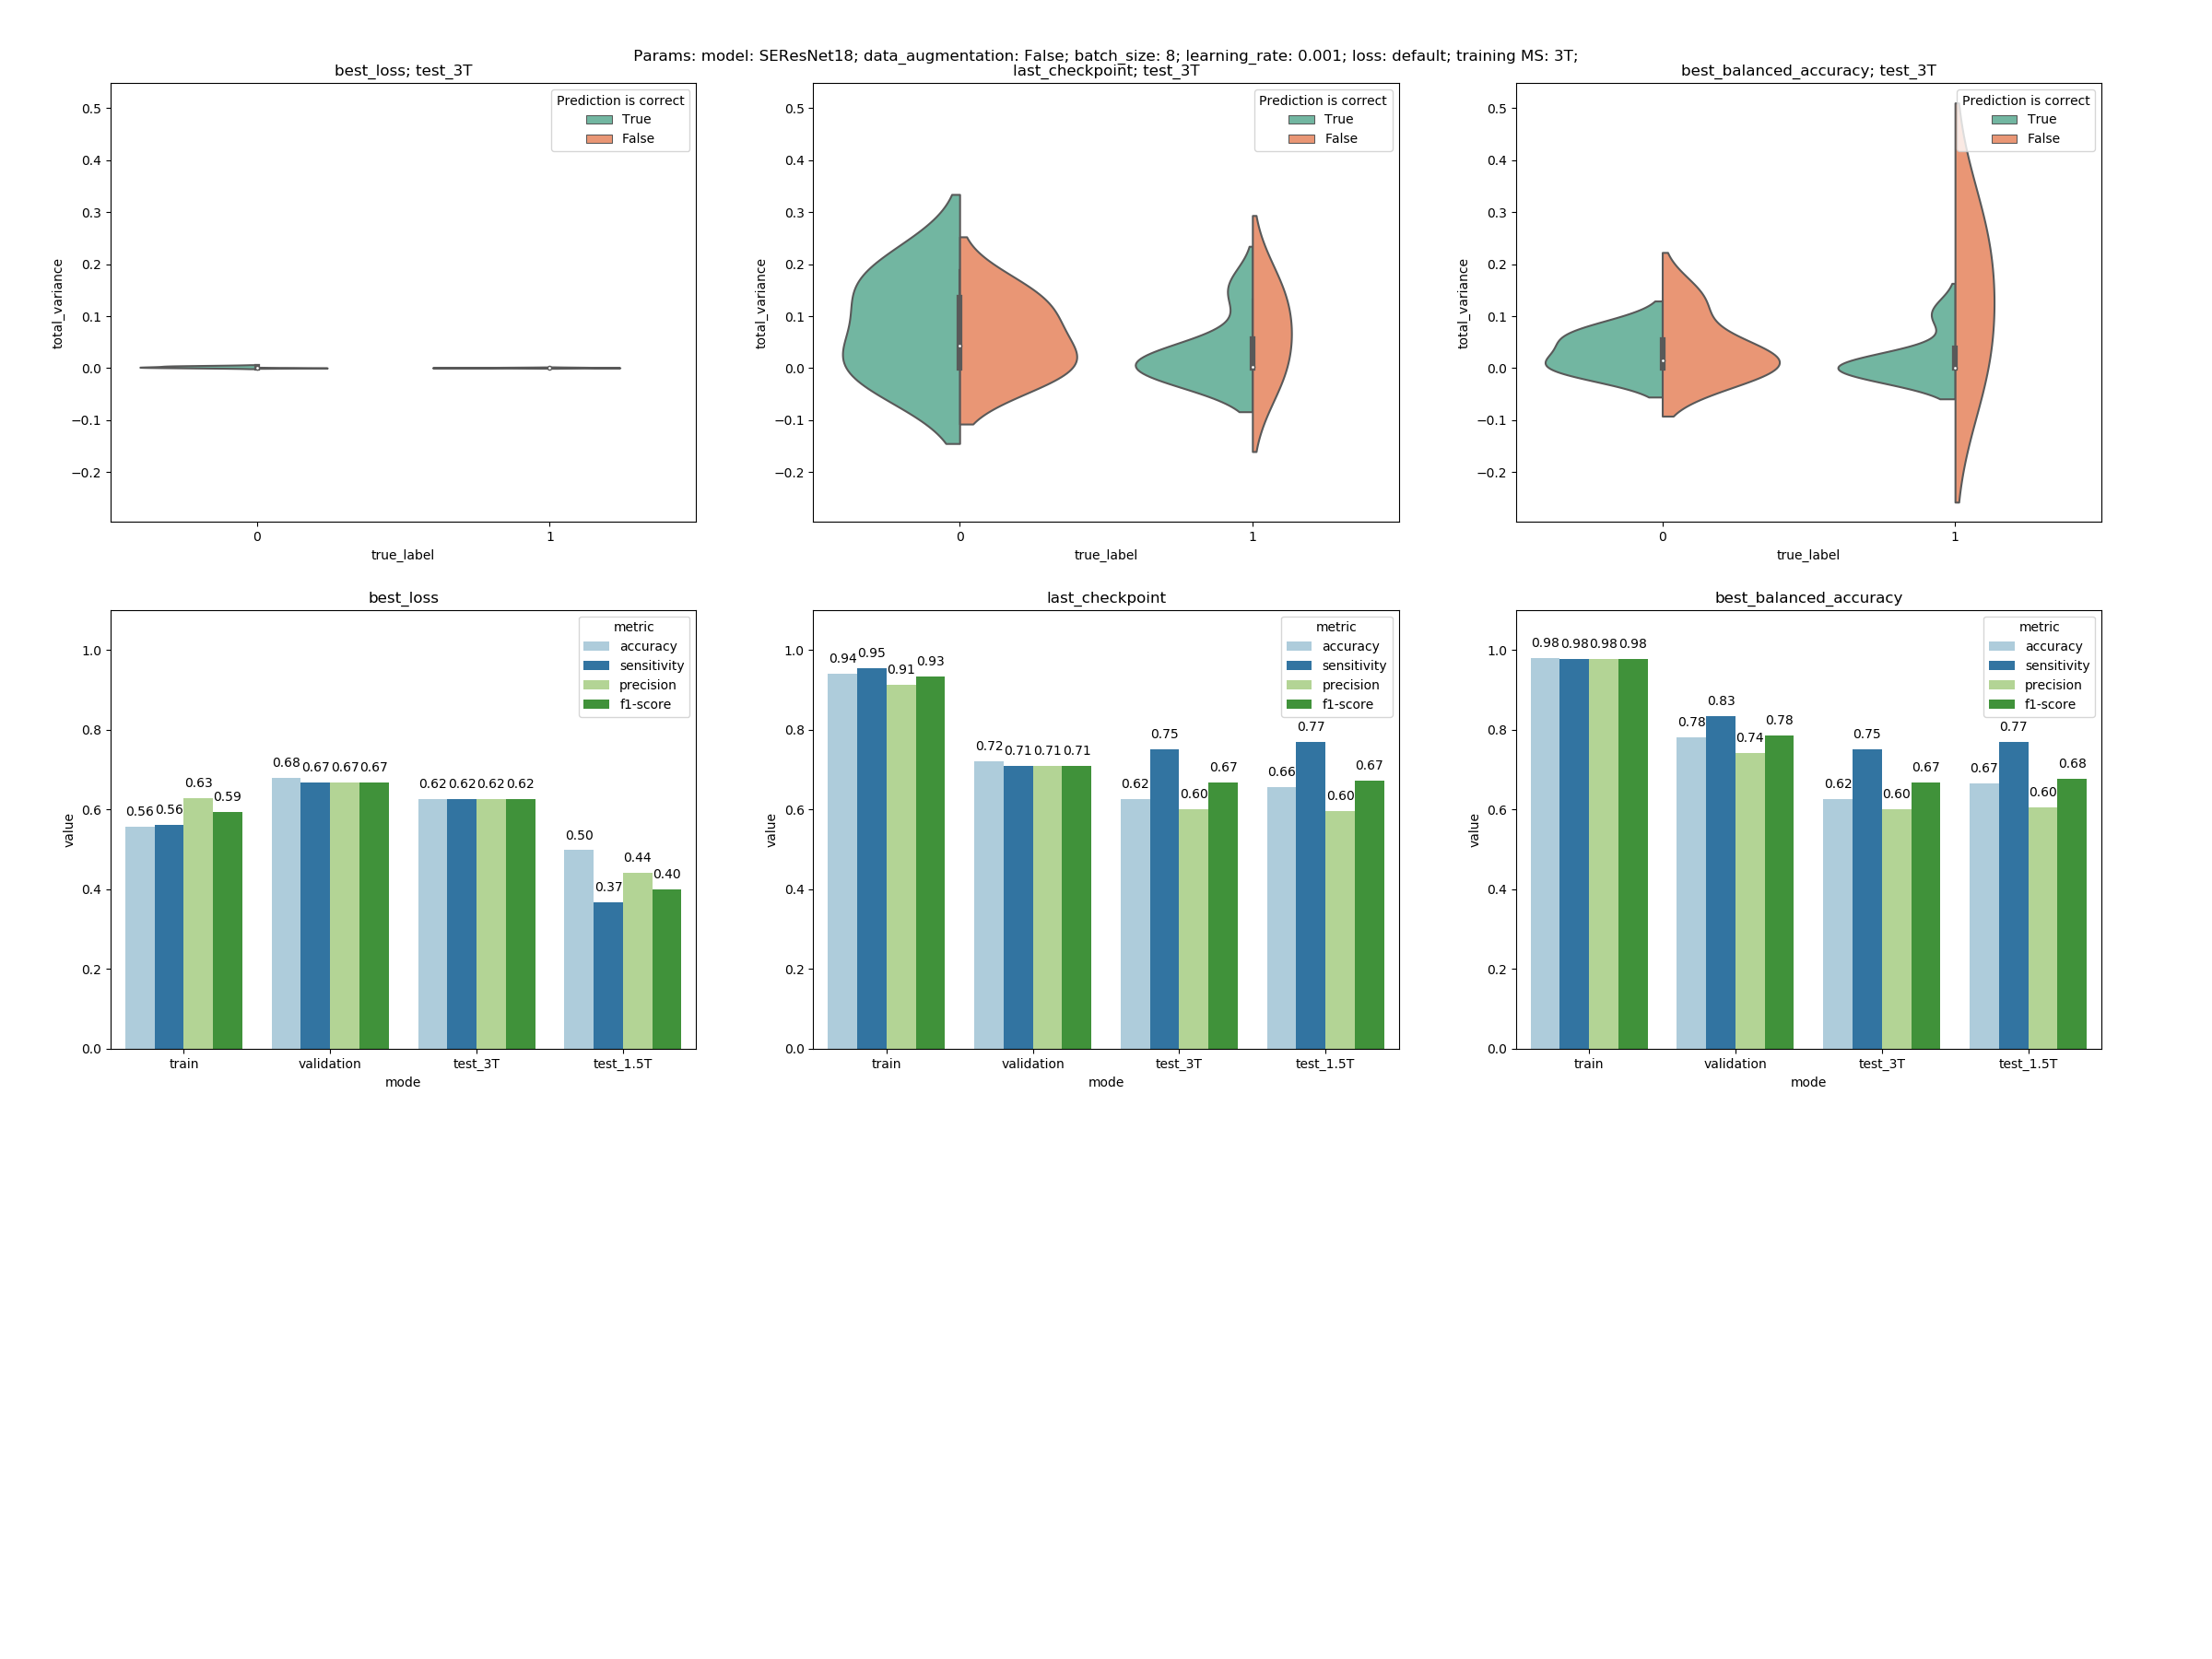 Params: model: SEResNet18; data_augmentation: False; batch_size: 8; learning_rate: 0.001; loss: default; training MS: 3T;
best_loss; test_3T
Prediction is correct
True
False
0.5
0.4
0.3
0.2
0.1
0.0
−0.1
−0.2
total_variance
0
1
true_label
last_checkpoint; test_3T
Prediction is correct
True
False
0.5
0.4
0.3
0.2
0.1
0.0
−0.1
−0.2
total_variance
0
1
true_label
best_balanced_accuracy; test_3T
Prediction is correct
True
False
0.5
0.4
0.3
0.2
0.1
0.0
−0.1
−0.2
total_variance
0
1
true_label
best_loss
metric
accuracy
sensitivity
precision
f1-score
1.0
0.8
0.6
0.4
0.2
0.0
value
0.56 0.56 0.63 0.59
0.68 0.67 0.67 0.67
0.62 0.62 0.62 0.62
0.50 0.37 0.44 0.40
train
validation
test_3T
test_1.5T
mode
last_checkpoint
metric
accuracy
sensitivity
precision
f1-score
1.0
0.8
0.6
0.4
0.2
0.0
value
0.94 0.95 0.91 0.93
0.72 0.71 0.71 0.71
0.62 0.75 0.60 0.67
0.66 0.77 0.60 0.67
train
validation
test_3T
test_1.5T
mode
best_balanced_accuracy
metric
accuracy
sensitivity
precision
f1-score
1.0
0.8
0.6
0.4
0.2
0.0
value
0.98 0.98 0.98 0.98
0.78 0.83 0.74 0.78
0.62 0.75 0.60 0.67
0.67 0.77 0.60 0.68
train
validation
test_3T
test_1.5T
mode